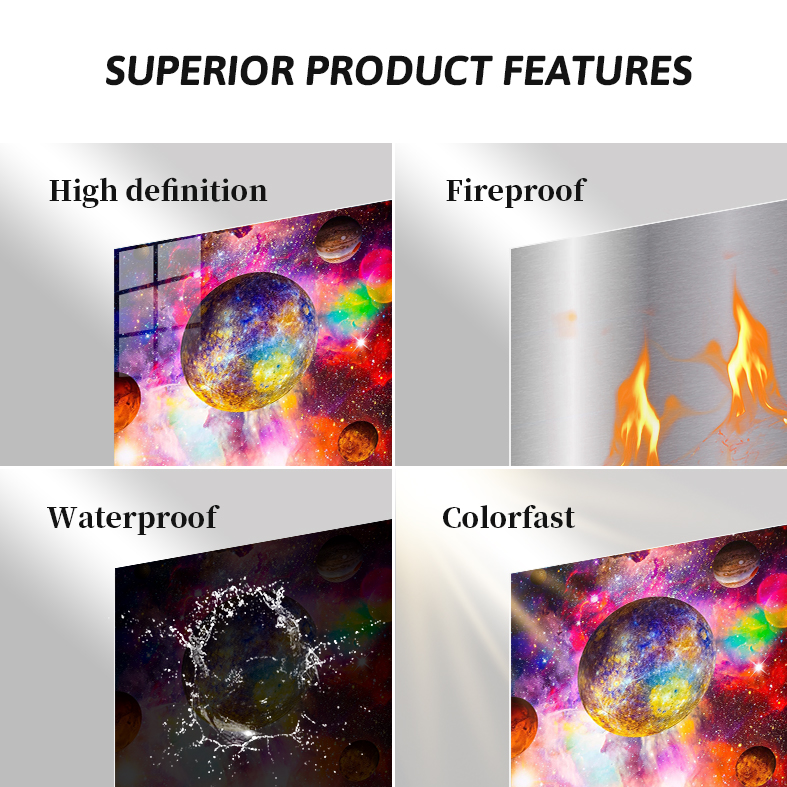 SUPERIOR PRODUCT FEATURES
High definition
Fireproof
Waterproof
Colorfast